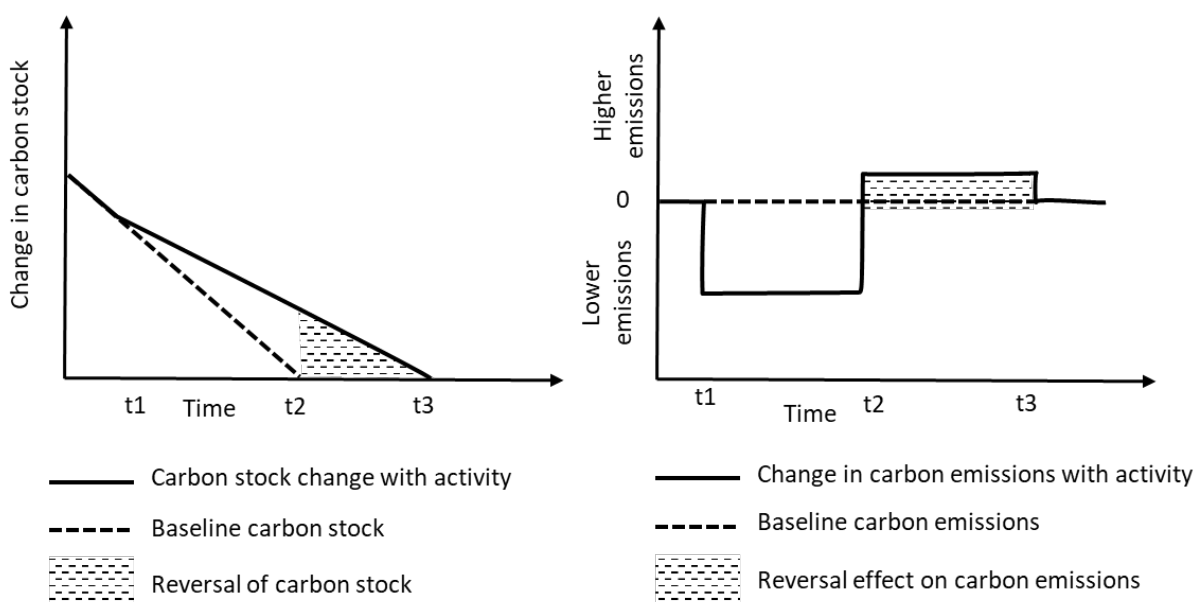 Change in carbon stock
t1
Time
t2
t3
Carbon stock change with activity
Baseline carbon stock
Reversal of carbon stock
Higher
emissions
0
Lower
emissions
t1
Time
t2
t3
Change in carbon emissions with activity
Baseline carbon emissions
Reversal effect on carbon emissions